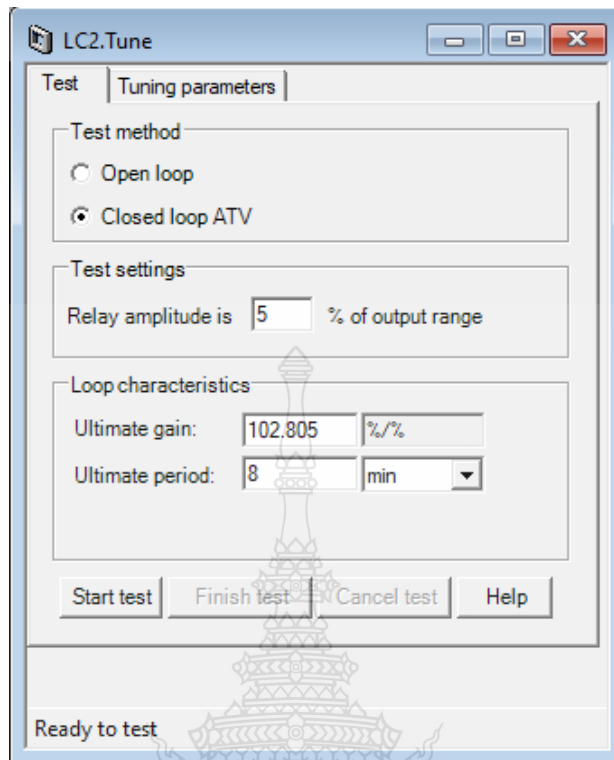 LC2.Tune
Test
Tuning parameters
Test method
Open loop
Closed loop ATV
Test settings
Relay amplitude is 5 % of output range
Loop characteristics
Ultimate gain: 102.805 %/%
Ultimate period: 8 min
Start test Finish test Cancel test Help
Ready to test